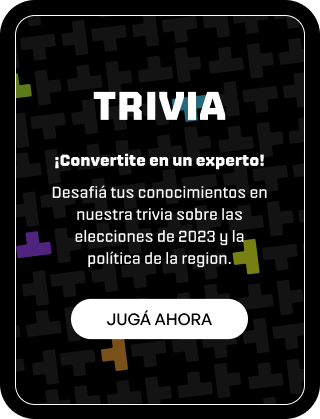 TRIVIA
¡Convertite en un experto!
Desafiá tus conocimientos en
nuestra trivia sobre las
elecciones de 2023 y la
política de la region.
JUGÁ AHORA